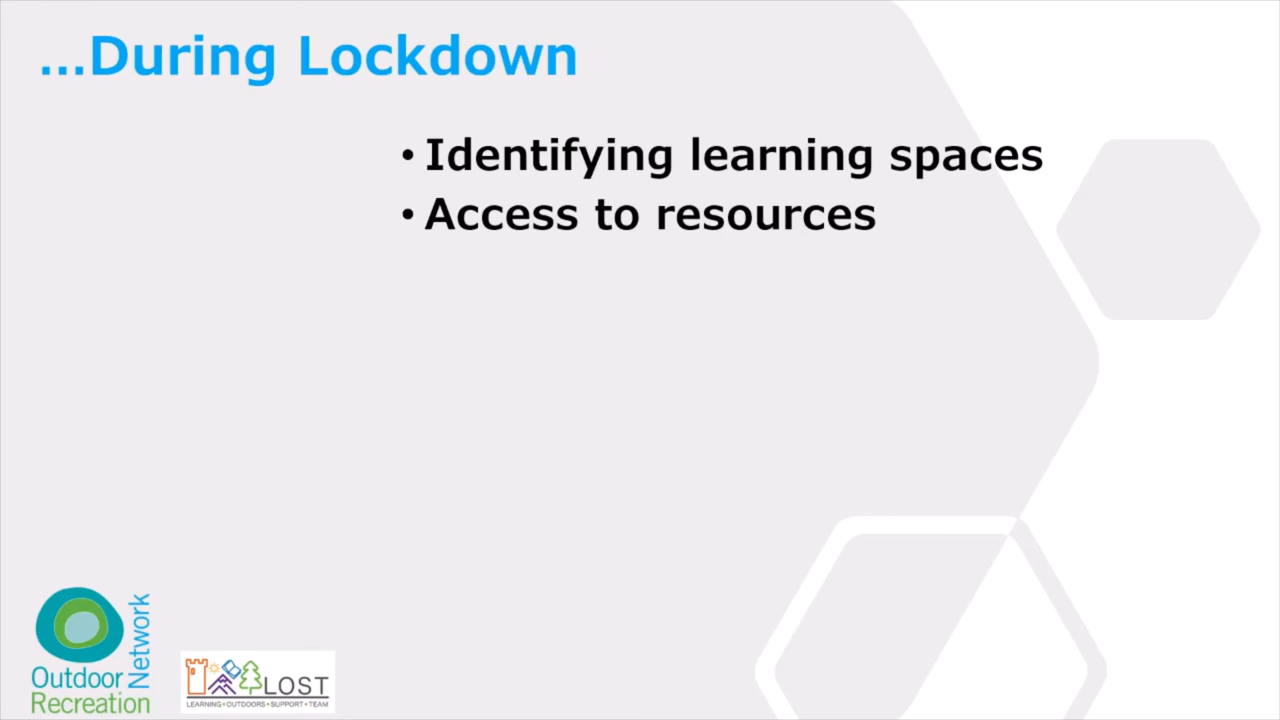 ...During Lockdown
• Identifying learning spaces
• Access to resources
Outdoor
Recreation
Network
LOST
LEARNING • OUTDOORS • SUPPORT • TEAM